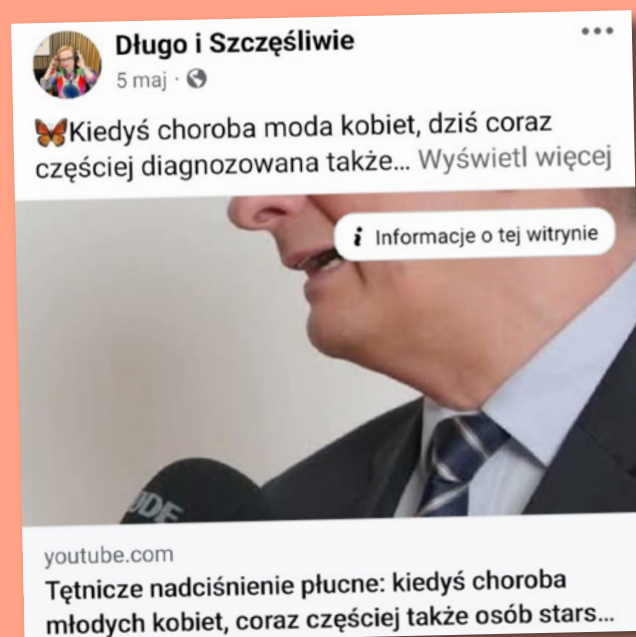 Długo i Szczęśliwie
5 maj
Kiedyś choroba moda kobiet, dziś coraz
częściej diagnozowana także... Wyświetl więcej
i Informacje o tej witrynie
RODE
youtube.com
Tętnicze nadciśnienie płucne: kiedyś choroba
młodych kobiet, coraz częściej także osób stars...